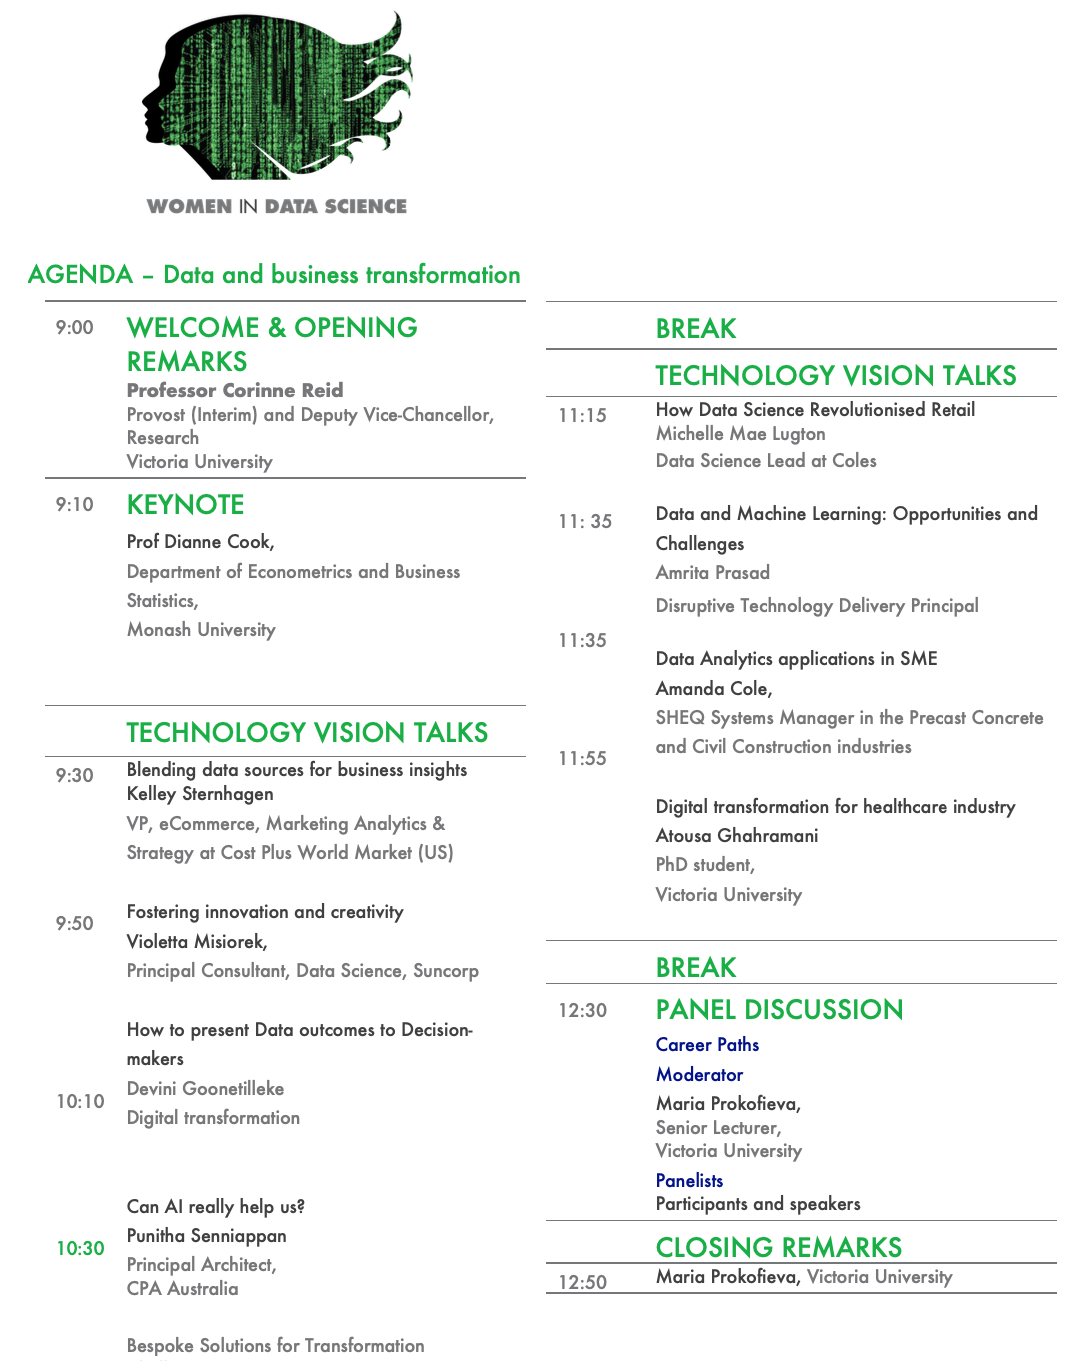 WOMEN IN DATA SCIENCE
AGENDA – Data and business transformation
9:00
WELCOME & OPENING
REMARKS
Professor Corinne Reid
Provost (Interim) and Deputy Vice-Chancellor,
Research
Victoria University
9:10
KEYNOTE
Prof Dianne Cook,
Department of Econometrics and Business
Statistics,
Monash University
TECHNOLOGY VISION TALKS
9:30
Blending data sources for business insights
Kelley Sternhagen
VP, eCommerce, Marketing Analytics &
Strategy at Cost Plus World Market (US)
Fostering innovation and creativity
9:50
Violetta Misiorek,
Principal Consultant, Data Science, Suncorp
How to present Data outcomes to Decision-
makers
Devini Goonetilleke
10:10
Digital transformation
Can AI really help us?
Punitha Senniappan
10:30
Principal Architect,
CPA Australia
Bespoke Solutions for Transformation
BREAK
TECHNOLOGY VISION TALKS
11:15
How Data Science Revolutionised Retail
Michelle Mae Lugton
Data Science Lead at Coles
11: 35
Data and Machine Learning: Opportunities and
Challenges
Amrita Prasad
Disruptive Technology Delivery Principal
11:35
Data Analytics applications in SME
Amanda Cole,
SHEQ Systems Manager in the Precast Concrete
and Civil Construction industries
11:55
Digital transformation for healthcare industry
Atousa Ghahramani
PhD student,
Victoria University
BREAK
12:30
PANEL DISCUSSION
Career Paths
Moderator
Maria Prokofieva,
Senior Lecturer,
Victoria University
Panelists
Participants and speakers
CLOSING REMARKS
12:50
Maria Prokofieva, Victoria University